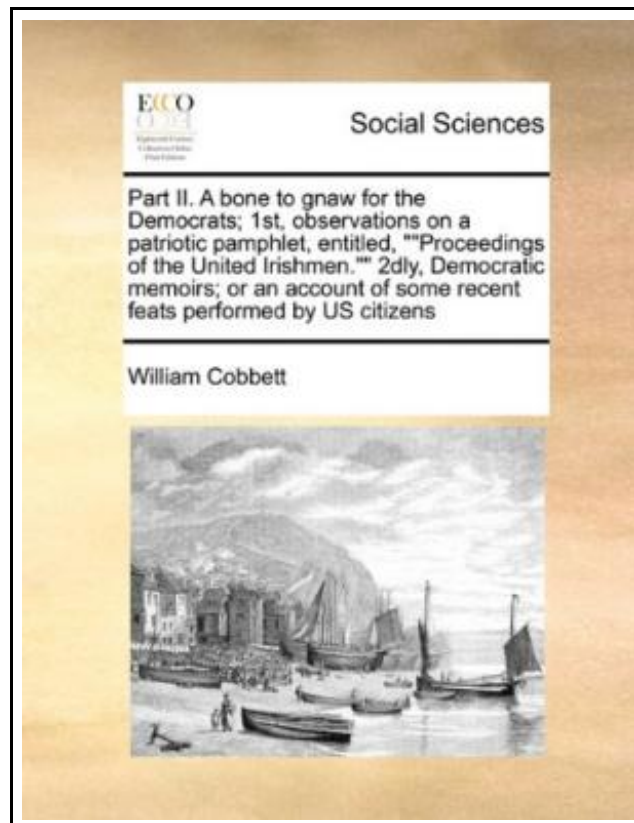 ECCO
Social Sciences
Part II. A bone to gnaw for the
Democrats; 1st, observations on a
patriotic pamphlet, entitled, ""Proceedings
of the United Irishmen."" 2dly, Democratic
memoirs; or an account of some recent
feats performed by US citizens
William Cobbett